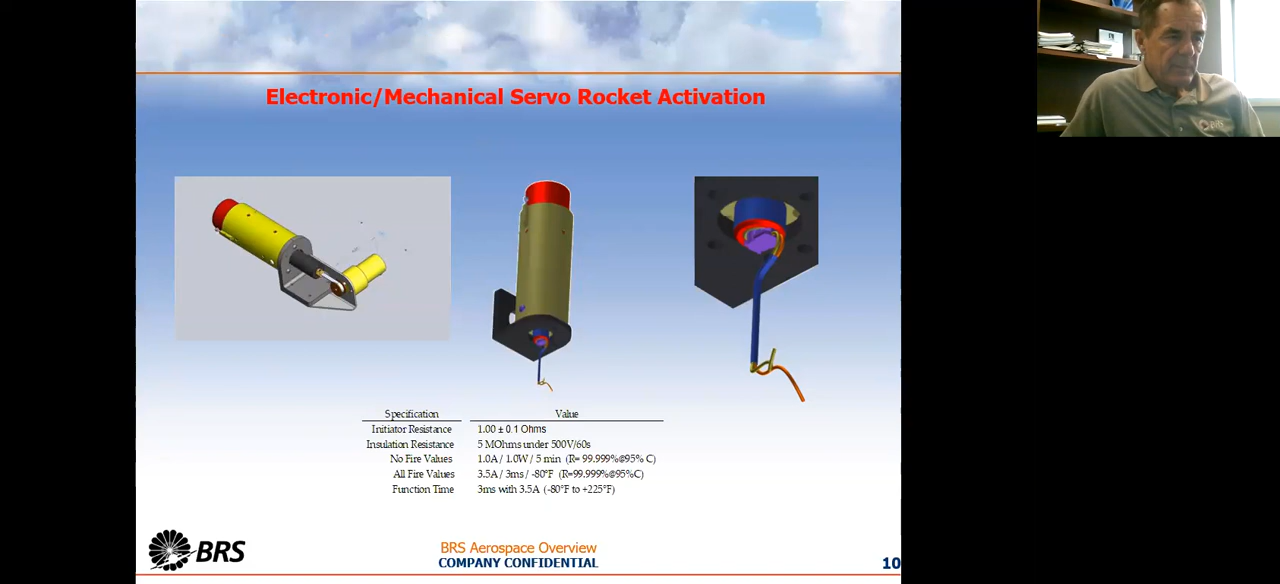 Electronic/Mechanical Servo Rocket Activation
Specification Value
Initiator Resistance 1.00 ± 0.1 Ohms
Insulation Resistance 5 MOhms under 500V/60s
No Fire Values 1.0A / 1.0W / 5 min (R= 99.999%@95% C)
All Fire Values 3.5A / 3ms / -80°F (R=99.999%@95%C)
Function Time 3ms with 3.5A (-80°F to +225°F)
BRS
BRS Aerospace Overview
COMPANY CONFIDENTIAL
10
BRS